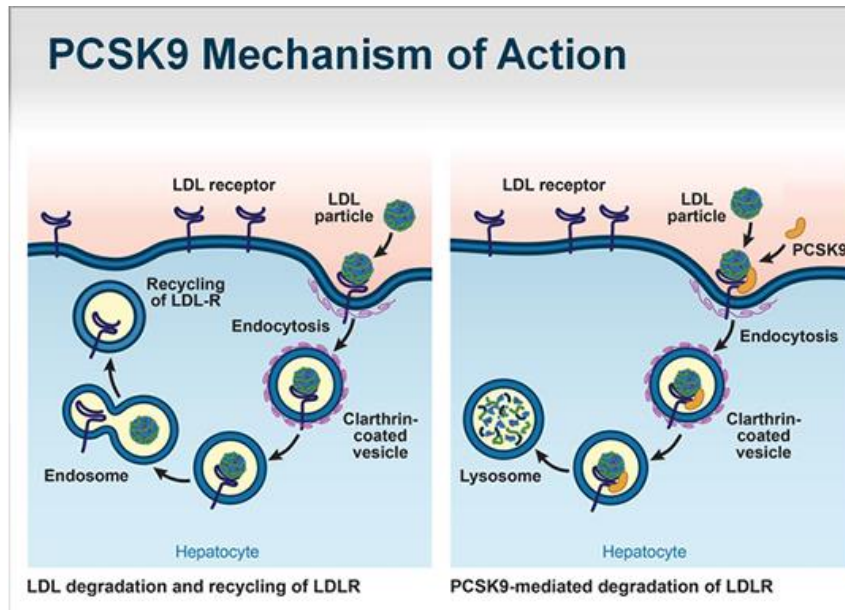 PCSK9 Mechanism of Action
LDL receptor
LDL
particle
Recycling
of LDL-R
Endocytosis
Clarthrin-
coated
vesicle
Endosome
Hepatocyte
LDL degradation and recycling of LDLR
LDL receptor
LDL
particle
PCSK9
Endocytosis
Clarthrin-
coated
vesicle
Lysosome
Hepatocyte
PCSK9-mediated degradation of LDLR